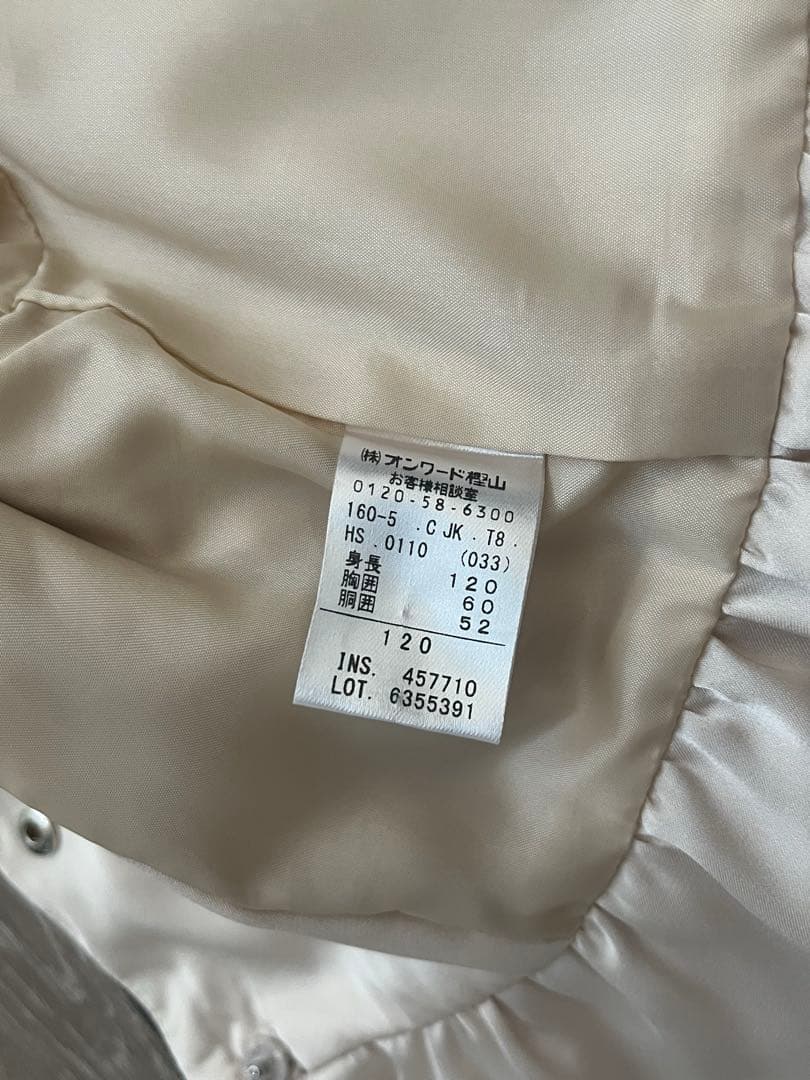 ㈱オンワード樫山
お客様相談室
0120-58-6300
160-5 .C JK . T8 .
HS .0110 (033)
身長 120
胸囲 60
胴囲 52
120
INS. 457710
LOT. 6355391